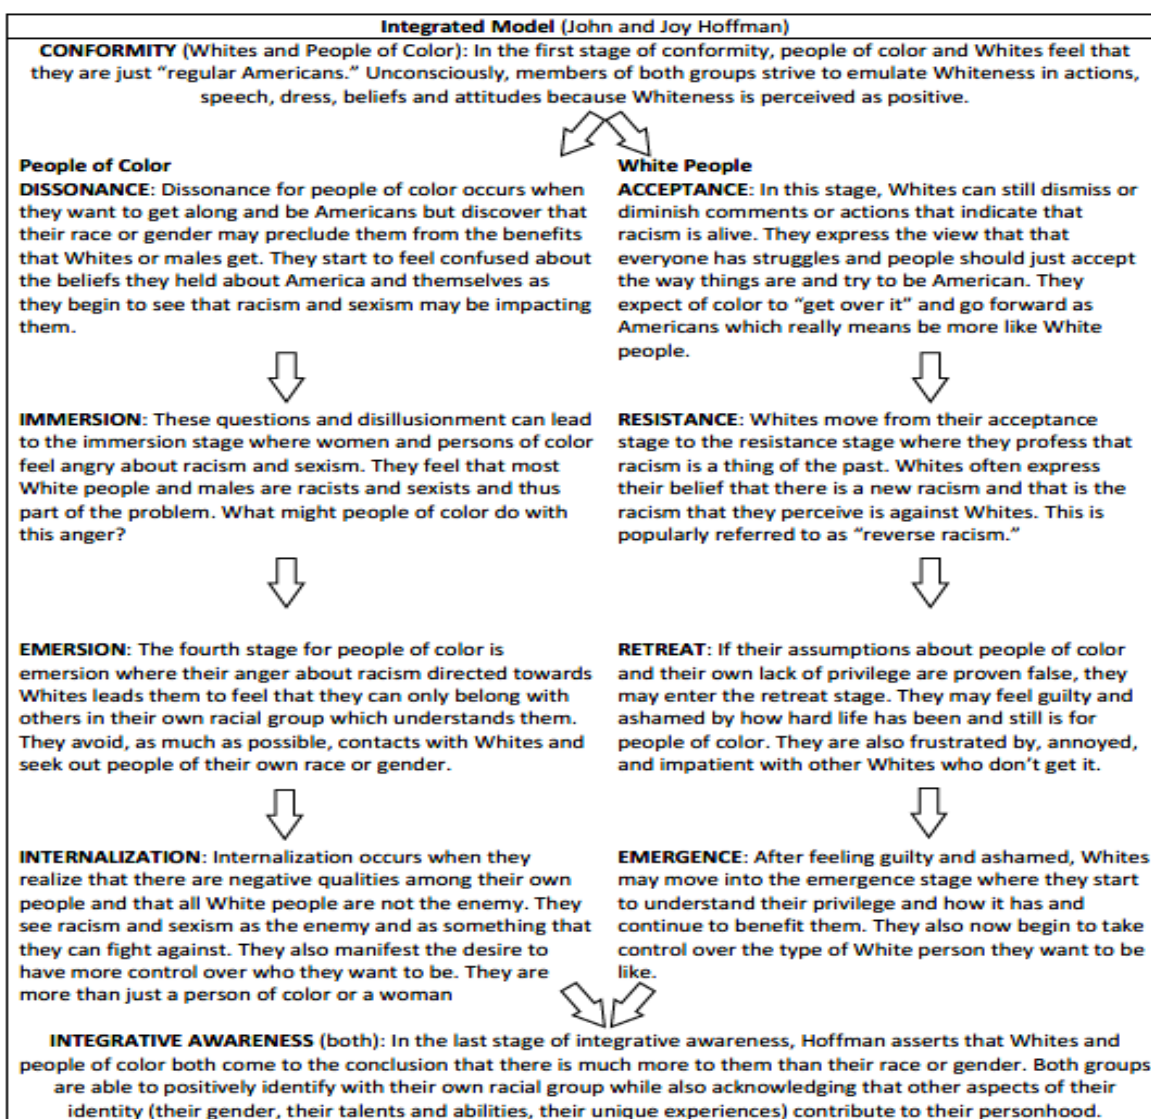 Integrated Model (John and Joy Hoffman)
CONFORMITY (Whites and People of Color): In the first stage of conformity, people of color and Whites feel that
they are just “regular Americans.” Unconsciously, members of both groups strive to emulate Whiteness in actions,
speech, dress, beliefs and attitudes because Whiteness is perceived as positive.
People of Color
DISSONANCE: Dissonance for people of color occurs when
they want to get along and be Americans but discover that
their race or gender may preclude them from the benefits
that Whites or males get. They start to feel confused about
the beliefs they held about America and themselves as
they begin to see that racism and sexism may be impacting
them.
IMMERSION: These questions and disillusionment can lead
to the immersion stage where women and persons of color
feel angry about racism and sexism. They feel that most
White people and males are racists and sexists and thus
part of the problem. What might people of color do with
this anger?
EMERSION: The fourth stage for people of color is
emersion where their anger about racism directed towards
Whites leads them to feel that they can only belong with
others in their own racial group which understands them.
They avoid, as much as possible, contacts with Whites and
seek out people of their own race or gender.
INTERNALIZATION: Internalization occurs when they
realize that there are negative qualities among their own
people and that all White people are not the enemy. They
see racism and sexism as the enemy and as something that
they can fight against. They also manifest the desire to
have more control over who they want to be. They are
more than just a person of color or a woman
White People
ACCEPTANCE: In this stage, Whites can still dismiss or
diminish comments or actions that indicate that
racism is alive. They express the view that that
everyone has struggles and people should just accept
the way things are and try to be American. They
expect of color to “get over it” and go forward as
Americans which really means be more like White
people.
RESISTANCE: Whites move from their acceptance
stage to the resistance stage where they profess that
racism is a thing of the past. Whites often express
their belief that there is a new racism and that is the
racism that they perceive is against Whites. This is
popularly referred to as “reverse racism.”
RETREAT: If their assumptions about people of color
and their own lack of privilege are proven false, they
may enter the retreat stage. They may feel guilty and
ashamed by how hard life has been and still is for
people of color. They are also frustrated by, annoyed,
and impatient with other Whites who don’t get it.
EMERGENCE: After feeling guilty and ashamed, Whites
may move into the emergence stage where they start
to understand their privilege and how it has and
continue to benefit them. They also now begin to take
control over the type of White person they want to be
like.
INTEGRATIVE AWARENESS (both): In the last stage of integrative awareness, Hoffman asserts that Whites and
people of color both come to the conclusion that there is much more to them than their race or gender. Both groups
are able to positively identify with their own racial group while also acknowledging that other aspects of their
identity (their gender, their talents and abilities, their unique experiences) contribute to their personhood.